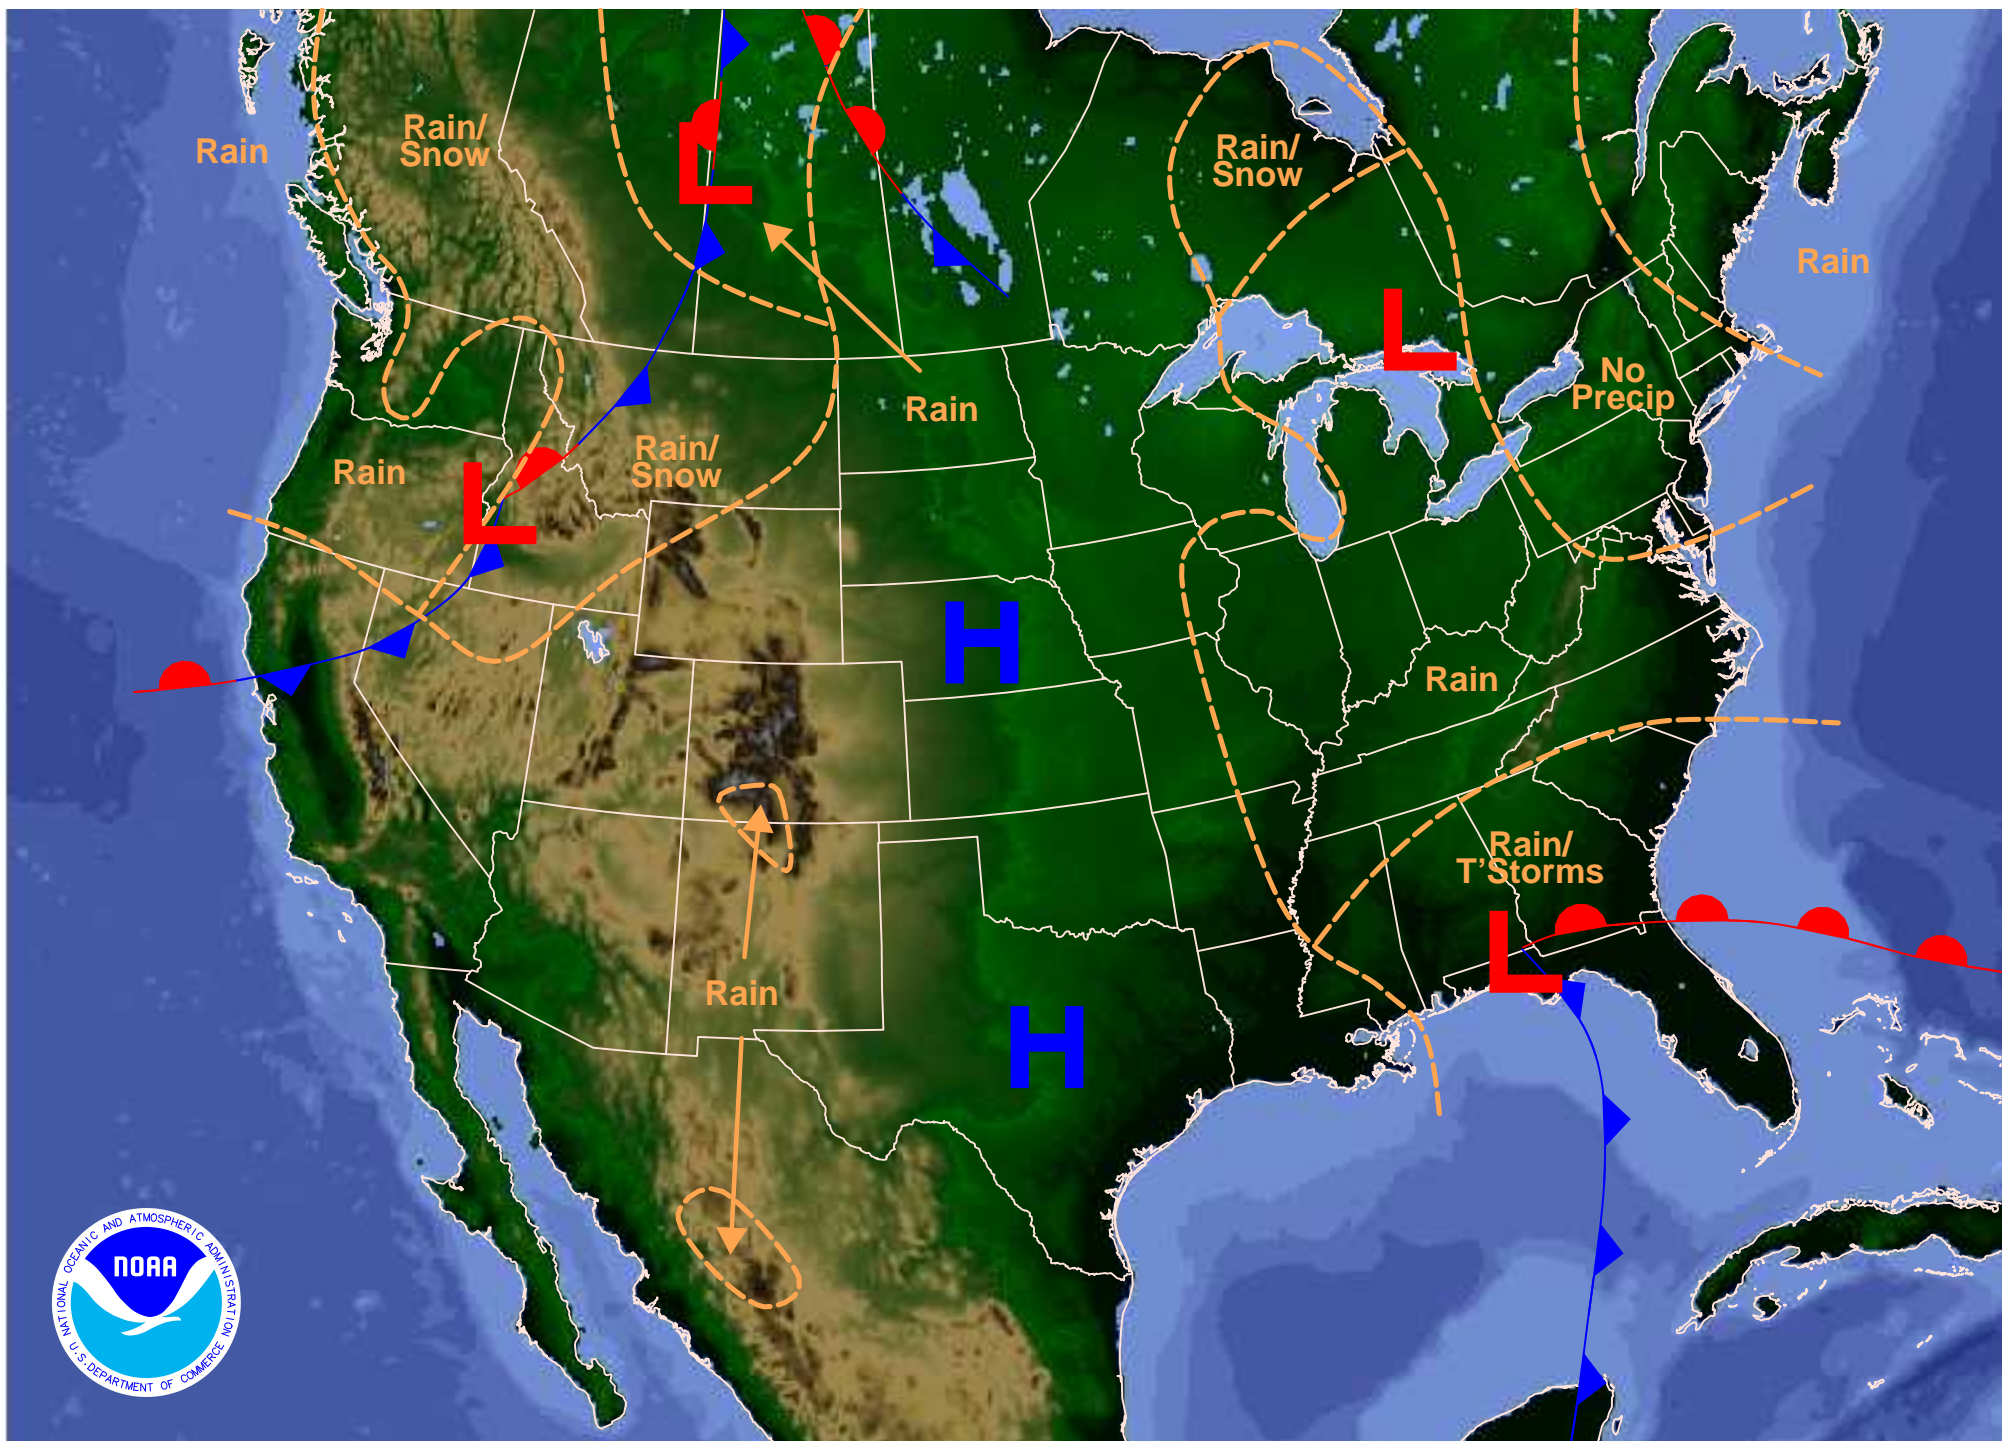 Rain
Rain/
Snow
L
Rain/
Snow
Rain
L
No
Precip
Rain
Rain/
Snow
Rain
L
H
Rain
Rain/
T'Storms
L
Rain
H
NATIONAL OCEANIC AND ATMOSPHERIC ADMINISTRATION
NOAA
U.S. DEPARTMENT OF COMMERCE